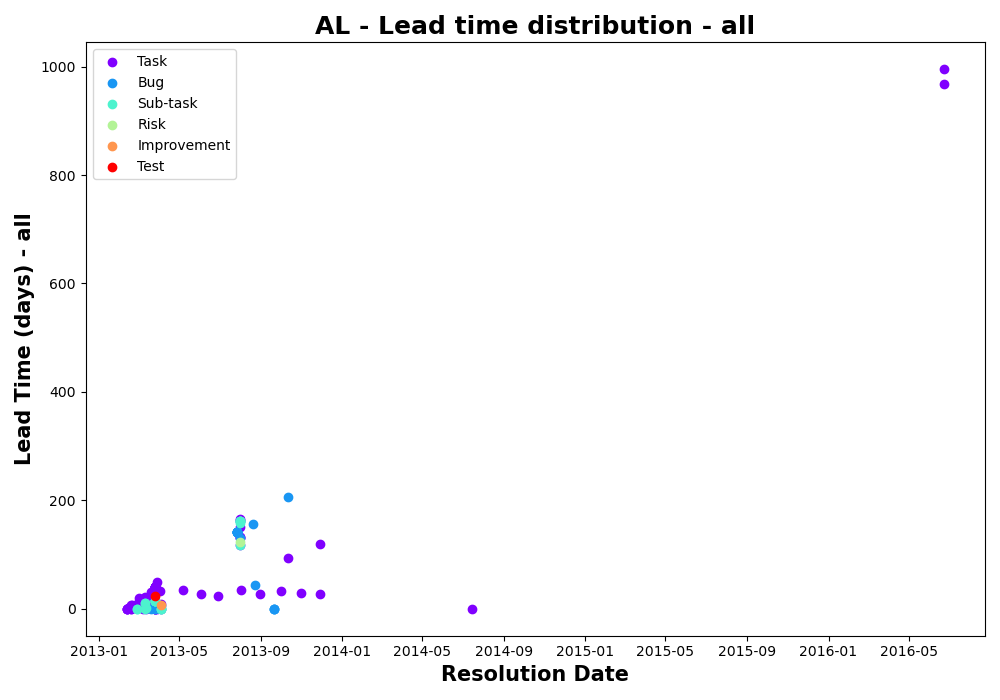 AL - Lead time distribution - all
Task
Bug
Sub-task
Risk
Improvement
Test
Lead Time (days) - all
1000
800
600
400
200
0
2013-01 2013-05 2013-09 2014-01 2014-05 2014-09 2015-01 2015-05 2015-09 2016-01 2016-05
Resolution Date